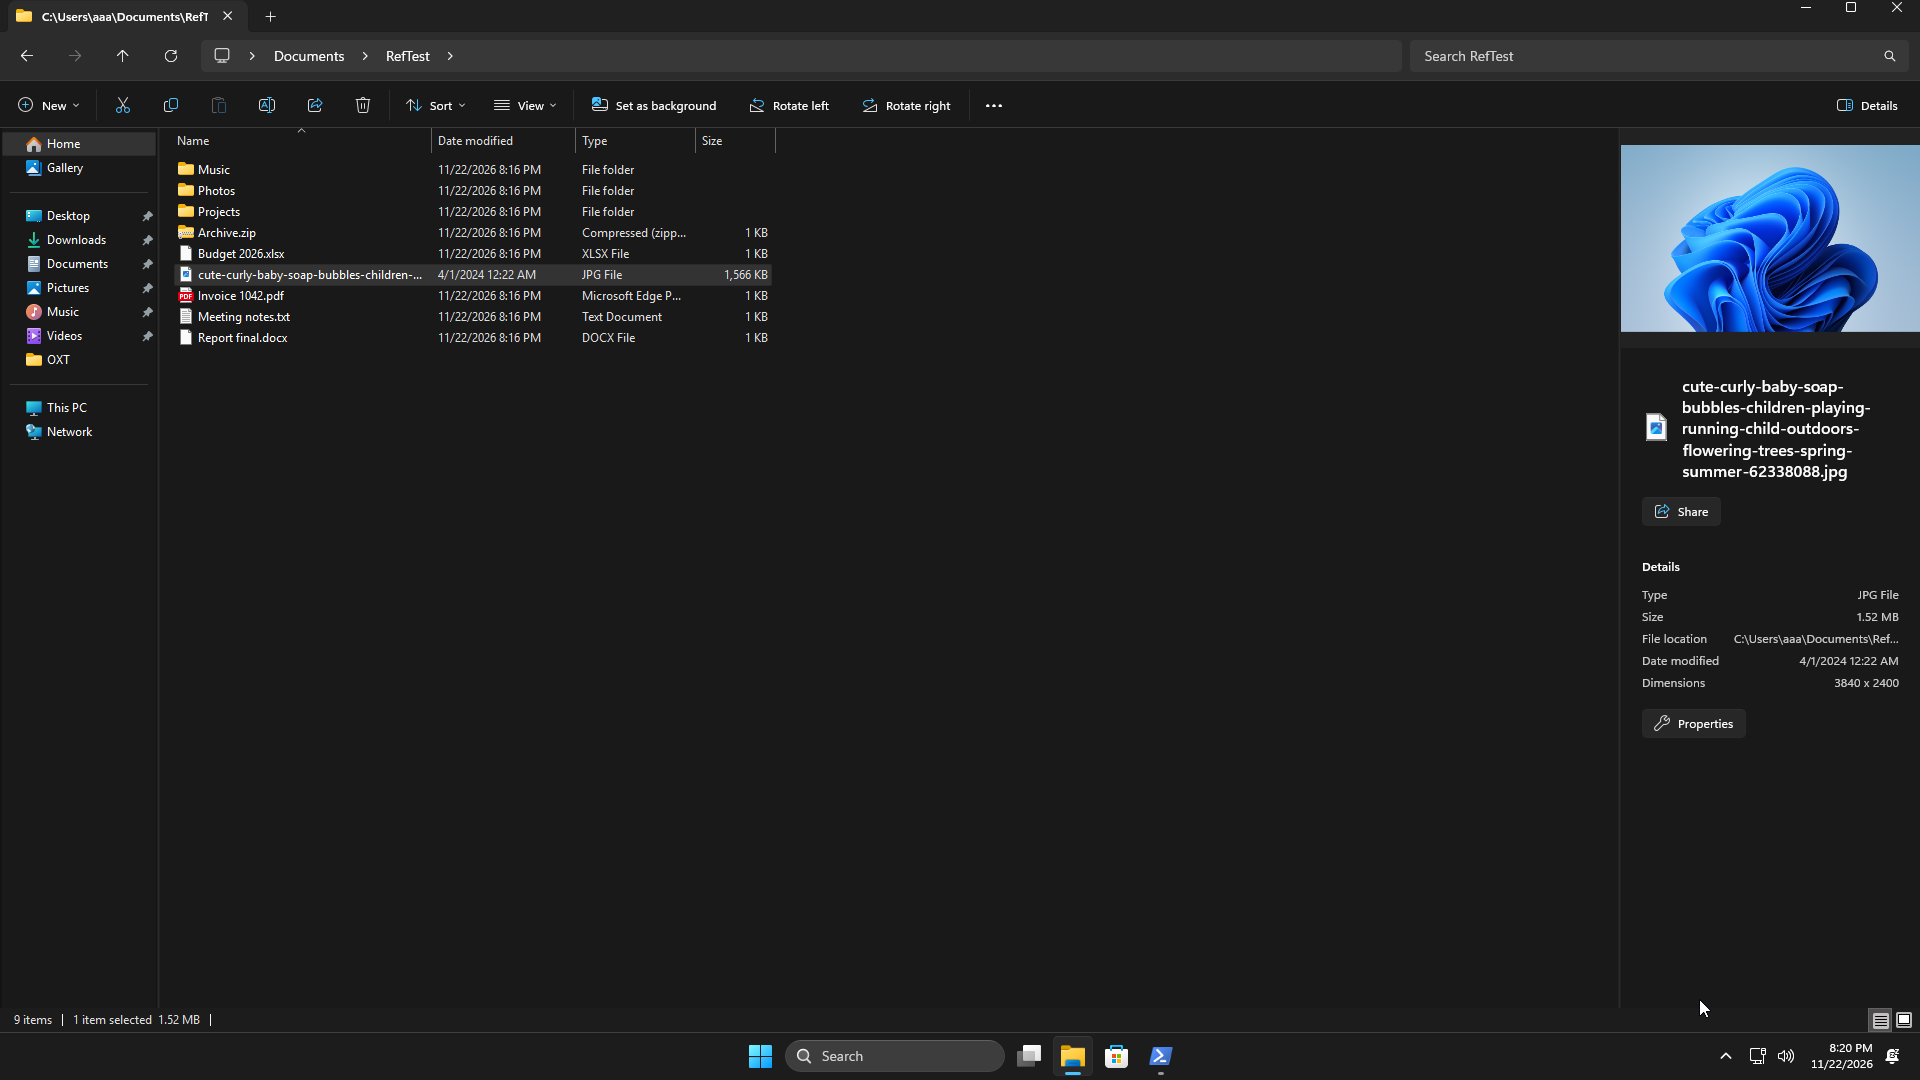 C:\Users\aaa\Documents\RefT
Documents RefTest
Search RefTest
New Sort View Set as background Rotate left Rotate right Details
Home
Gallery
Desktop
Downloads
Documents
Pictures
Music
Videos
OXT
This PC
Network
Name Date modified Type Size
Music 11/22/2026 8:16 PM File folder
Photos 11/22/2026 8:16 PM File folder
Projects 11/22/2026 8:16 PM File folder
Archive.zip 11/22/2026 8:16 PM Compressed (zipp... 1 KB
Budget 2026.xlsx 11/22/2026 8:16 PM XLSX File 1 KB
cute-curly-baby-soap-bubbles-children-... 4/1/2024 12:22 AM JPG File 1,566 KB
Invoice 1042.pdf 11/22/2026 8:16 PM Microsoft Edge P... 1 KB
Meeting notes.txt 11/22/2026 8:16 PM Text Document 1 KB
Report final.docx 11/22/2026 8:16 PM DOCX File 1 KB
cute-curly-baby-soap-
bubbles-children-playing-
running-child-outdoors-
flowering-trees-spring-
summer-62338088.jpg
Share
Details
Type JPG File
Size 1.52 MB
File location C:\Users\aaa\Documents\Ref...
Date modified 4/1/2024 12:22 AM
Dimensions 3840 x 2400
Properties
9 items 1 item selected 1.52 MB
Search
8:20 PM
11/22/2026